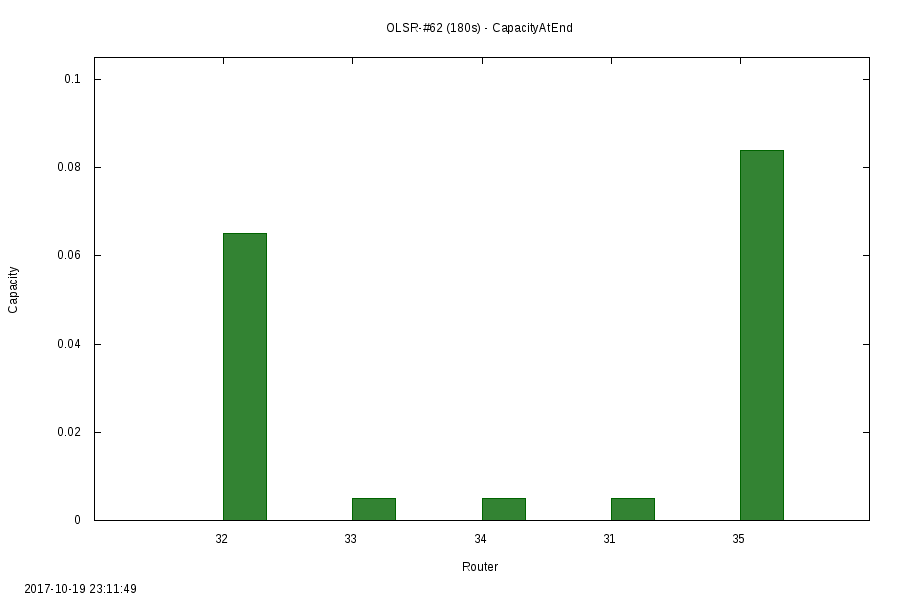 OLSR-#62 (180s) - CapacityAtEnd
0.1
0.08
0.06
0.04
0.02
0
Capacity
32 33 34 31 35
Router
2017-10-19 23:11:49